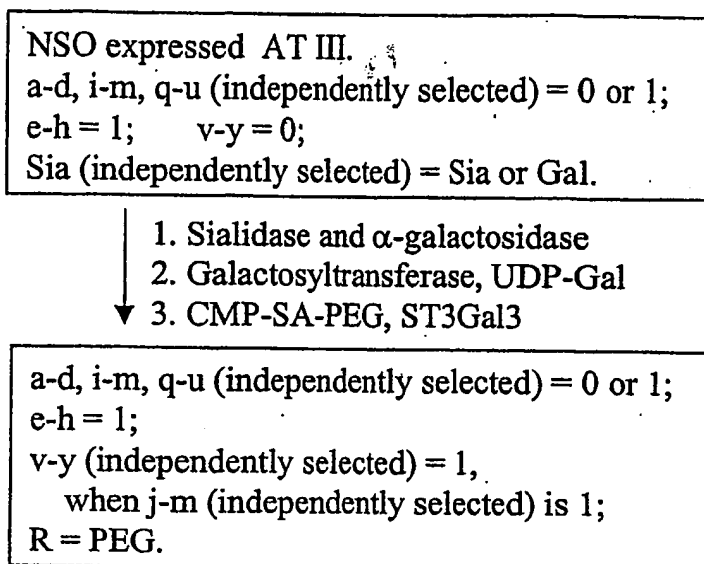 NSO expressed AT III.
a-d, i-m, q-u (independently selected) = 0 or 1;
e-h = 1; v-y = 0;
Sia (independently selected) = Sia or Gal.
1. Sialidase and α-galactosidase
2. Galactosyltransferase, UDP-Gal
3. CMP-SA-PEG, ST3Gal3
a-d, i-m, q-u (independently selected) = 0 or 1;
e-h = 1;
v-y (independently selected) = 1,
when j-m (independently selected) is 1;
R = PEG.